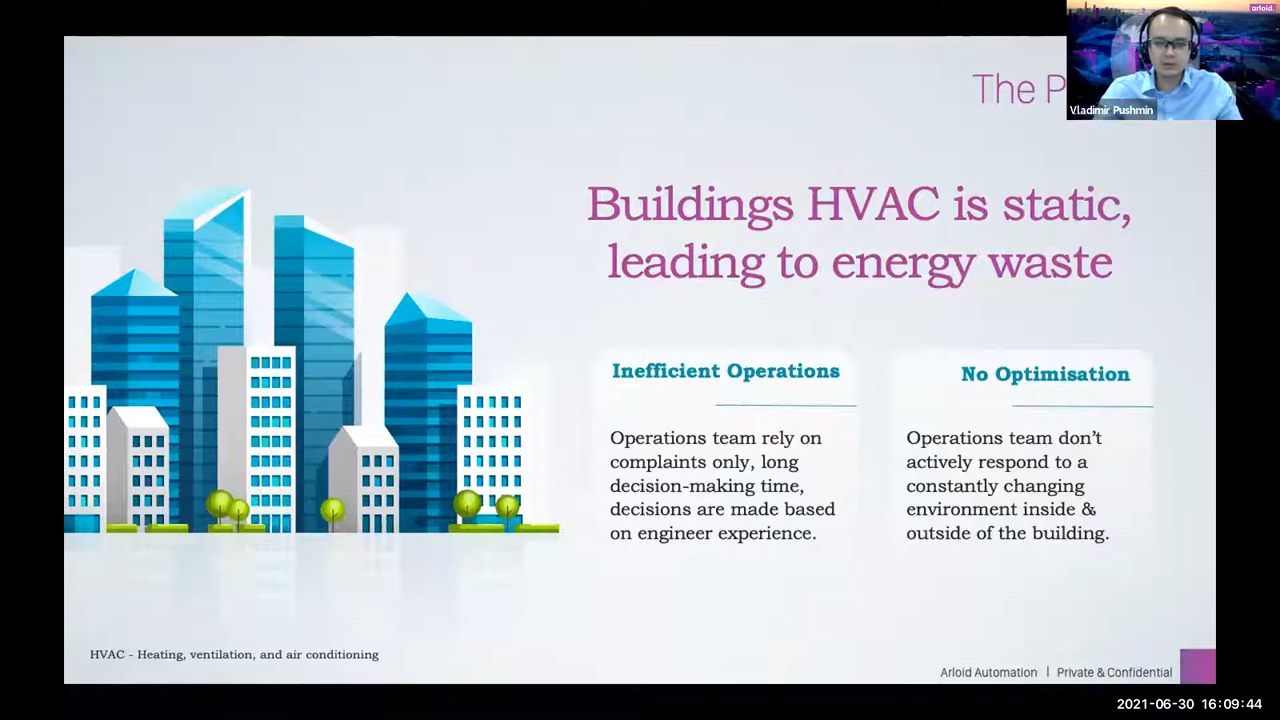 arloid.
The P
Vladimir Pushmin
Buildings HVAC is static,
leading to energy waste
Inefficient Operations
Operations team rely on
complaints only, long
decision-making time,
decisions are made based
on engineer experience.
No Optimisation
Operations team don’t
actively respond to a
constantly changing
environment inside &
outside of the building.
HVAC - Heating, ventilation, and air conditioning
Arloid Automation | Private & Confidential
2021-06-30 16:09:44